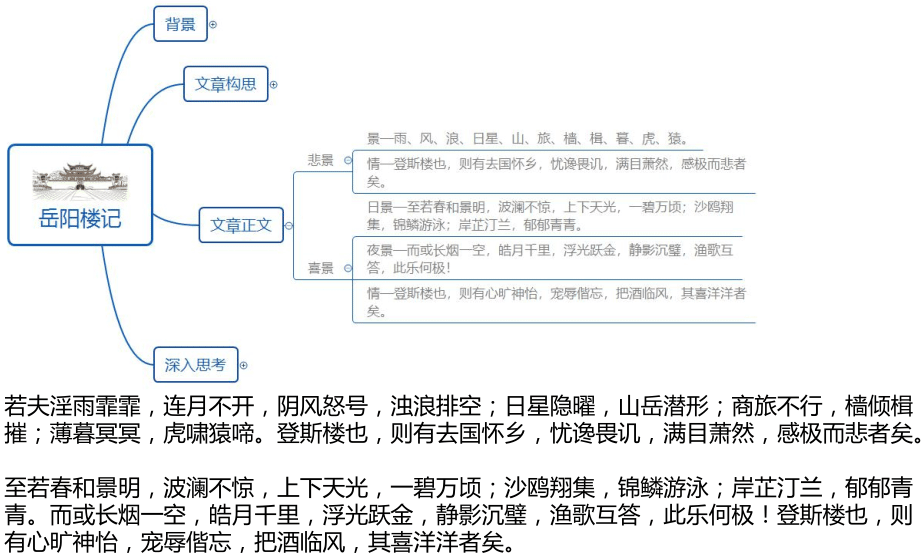 背景
文章构思
岳阳楼记
文章正文
悲景
景—雨、风、浪、日星、山、旅、樯、楫、暮、虎、猿。
情—登斯楼也，则有去国怀乡，忧谗畏讥，满目萧然，感极而悲者
矣。
喜景
日景—至若春和景明，波澜不惊，上下天光，一碧万顷；沙鸥翔
集，锦鳞游泳；岸芷汀兰，郁郁青青。
夜景—而或长烟一空，皓月千里，浮光跃金，静影沉璧，渔歌互
答，此乐何极！
情—登斯楼也，则有心旷神怡，宠辱偕忘，把酒临风，其喜洋洋者
矣。
深入思考
若夫淫雨霏霏，连月不开，阴风怒号，浊浪排空；日星隐曜，山岳潜形；商旅不行，樯倾楫
摧；薄暮冥冥，虎啸猿啼。登斯楼也，则有去国怀乡，忧谗畏讥，满目萧然，感极而悲者矣。
至若春和景明，波澜不惊，上下天光，一碧万顷；沙鸥翔集，锦鳞游泳；岸芷汀兰，郁郁青
青。而或长烟一空，皓月千里，浮光跃金，静影沉璧，渔歌互答，此乐何极！登斯楼也，则
有心旷神怡，宠辱偕忘，把酒临风，其喜洋洋者矣。